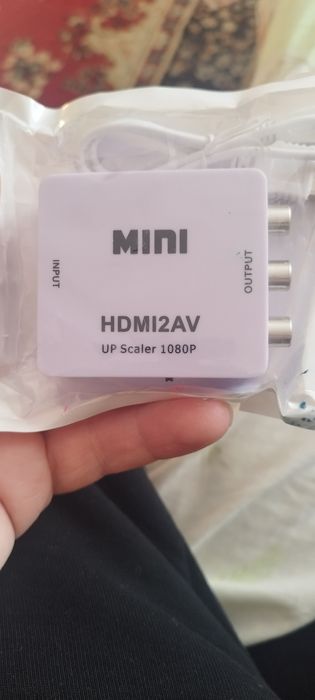 MINI
INPUT
OUTPUT
HDMI2AV
UP Scaler 1080P